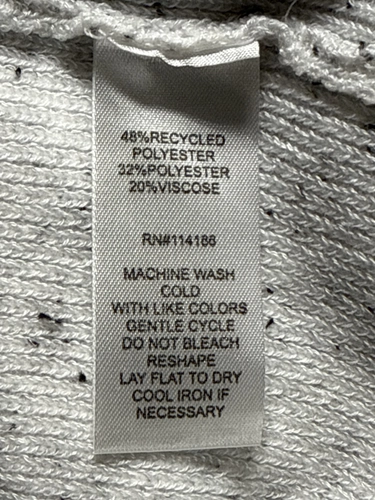 48%RECYCLED
POLYESTER
32%POLYESTER
20%VISCOSE
RN#114186
MACHINE WASH
COLD
WITH LIKE COLORS
GENTLE CYCLE
DO NOT BLEACH
RESHAPE
LAY FLAT TO DRY
COOL IRON IF
NECESSARY